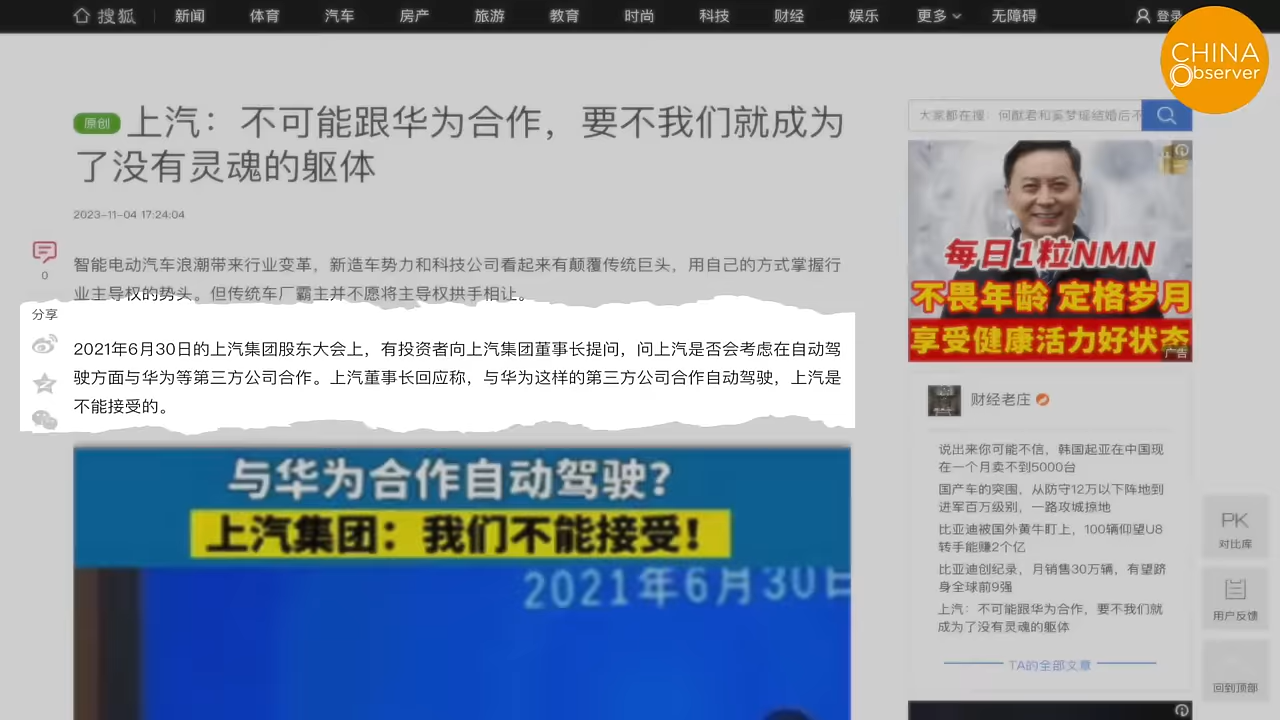 搜狐
新闻
体育
汽车
房产
旅游
教育
时尚
科技
财经
娱乐
更多
无障碍
登录
CHINA
Observer
原创
上汽：不可能跟华为合作，要不我们就成为
了没有灵魂的躯体
2023-11-04 17:24:04
0
分享
智能电动汽车浪潮带来行业变革，新造车势力和科技公司看起来有颠覆传统巨头，用自己的方式掌握行
业主导权的势头。但传统车厂霸主并不愿将主导权拱手相让。
2021年6月30日的上汽集团股东大会上，有投资者向上汽集团董事长提问，问上汽是否会考虑在自动驾
驶方面与华为等第三方公司合作。上汽董事长回应称，与华为这样的第三方公司合作自动驾驶，上汽是
不能接受的。
与华为合作自动驾驶？
上汽集团：我们不能接受！
2021年6月30日
大家都在搜：何猷君和奚梦瑶结婚后不
每日1粒NMN
不畏年龄 定格岁月
享受健康活力好状态
广告
财经老庄
说出来你可能不信，韩国起亚在中国现
在一个月卖不到5000台
国产车的突围，从防守12万以下阵地到
进军百万级别，一路攻城掠地
比亚迪被国外黄牛盯上，100辆仰望U8
转手能赚2个亿
比亚迪创纪录，月销售30万辆，有望跻
身全球前9强
上汽：不可能跟华为合作，要不我们就
成为了没有灵魂的躯体
TA的全部文章
PK
对比库
用户反馈
回到顶部